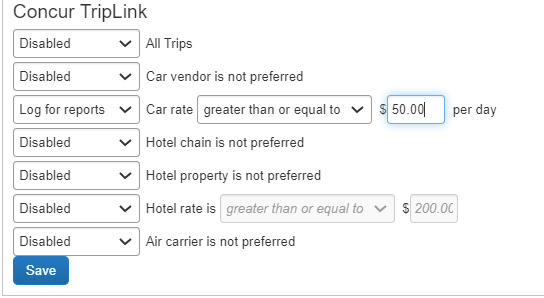 Concur TripLink
Disabled All Trips
Disabled Car vendor is not preferred
Log for reports Car rate greater than or equal to $ 50.00 per day
Disabled Hotel chain is not preferred
Disabled Hotel property is not preferred
Disabled Hotel rate is greater than or equal to $ 200.00
Disabled Air carrier is not preferred
Save